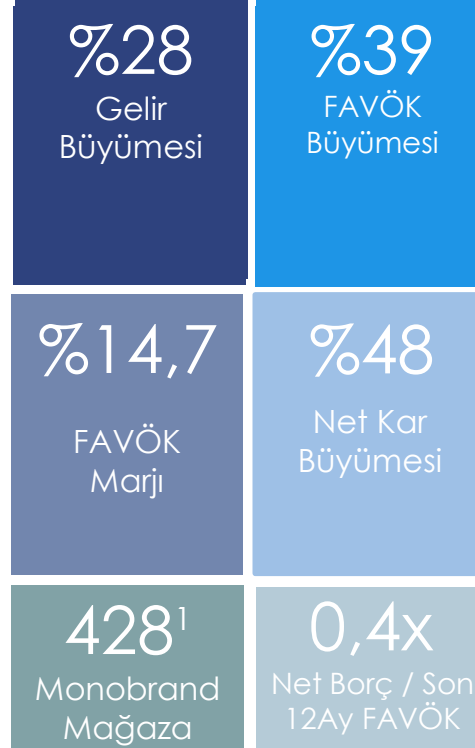 %28
Gelir
Büyümesi
%39
FAVÖK
Büyümesi
%14,7
FAVÖK
Marjı
%48
Net Kar
Büyümesi
428¹
Monobrand
Mağaza
0,4x
Net Borç / Son
12Ay FAVÖK